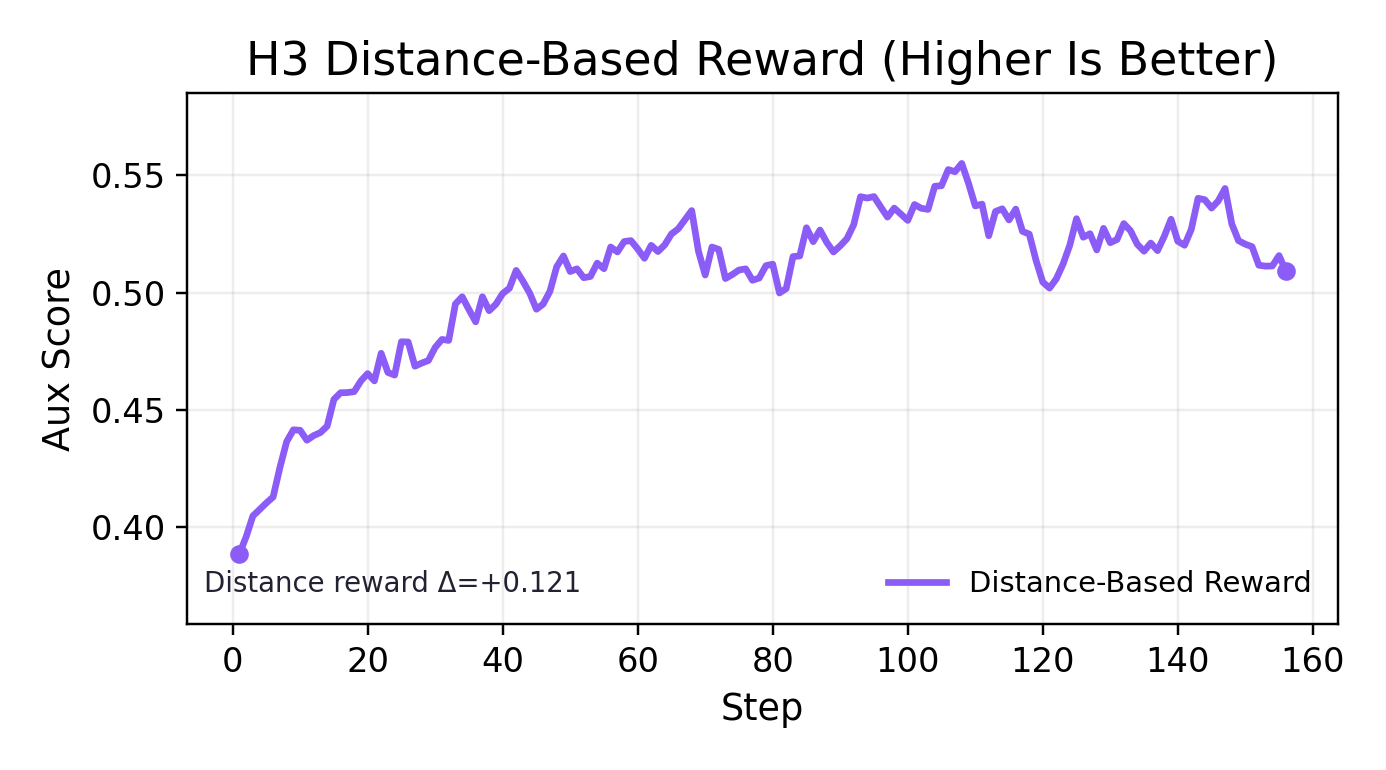 H3 Distance-Based Reward (Higher Is Better)
0.55
0.50
0.45
0.40
Aux Score
Distance reward Δ=+0.121
Distance-Based Reward
0 20 40 60 80 100 120 140 160
Step